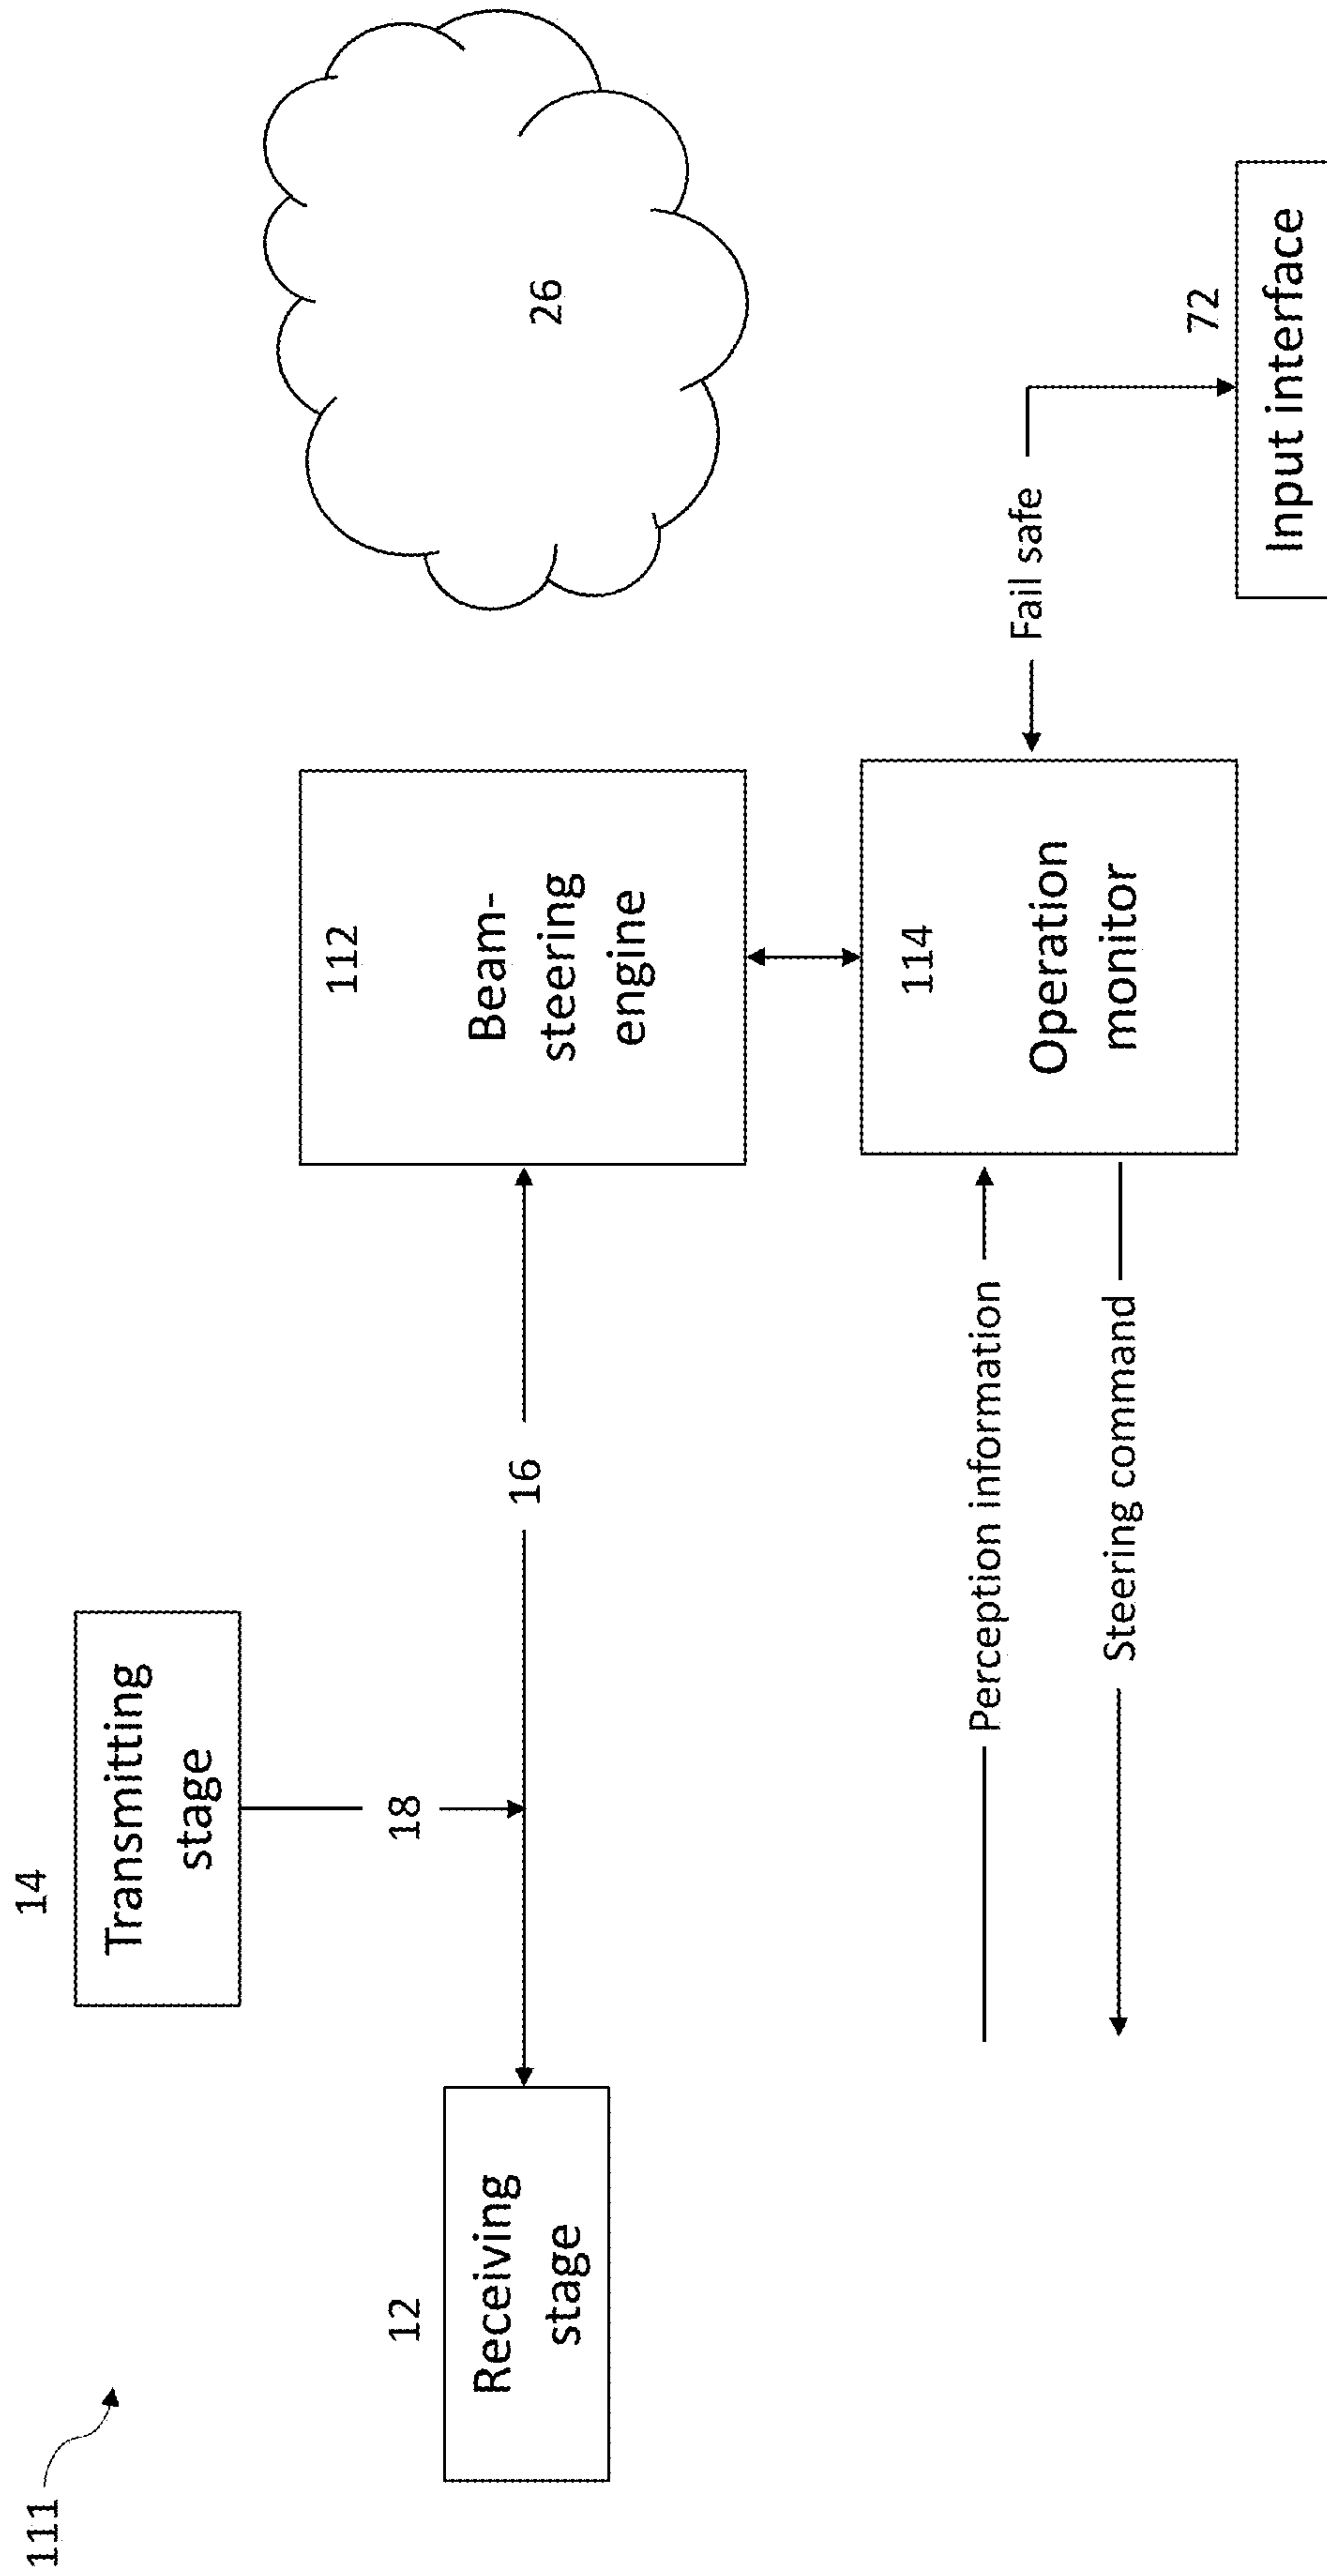 111
14
Transmitting
stage
18
12
Receiving
stage
16
112
Beam-
steering
engine
26
114
Operation
monitor
Perception information
Steering command
Fail safe
72
Input interface